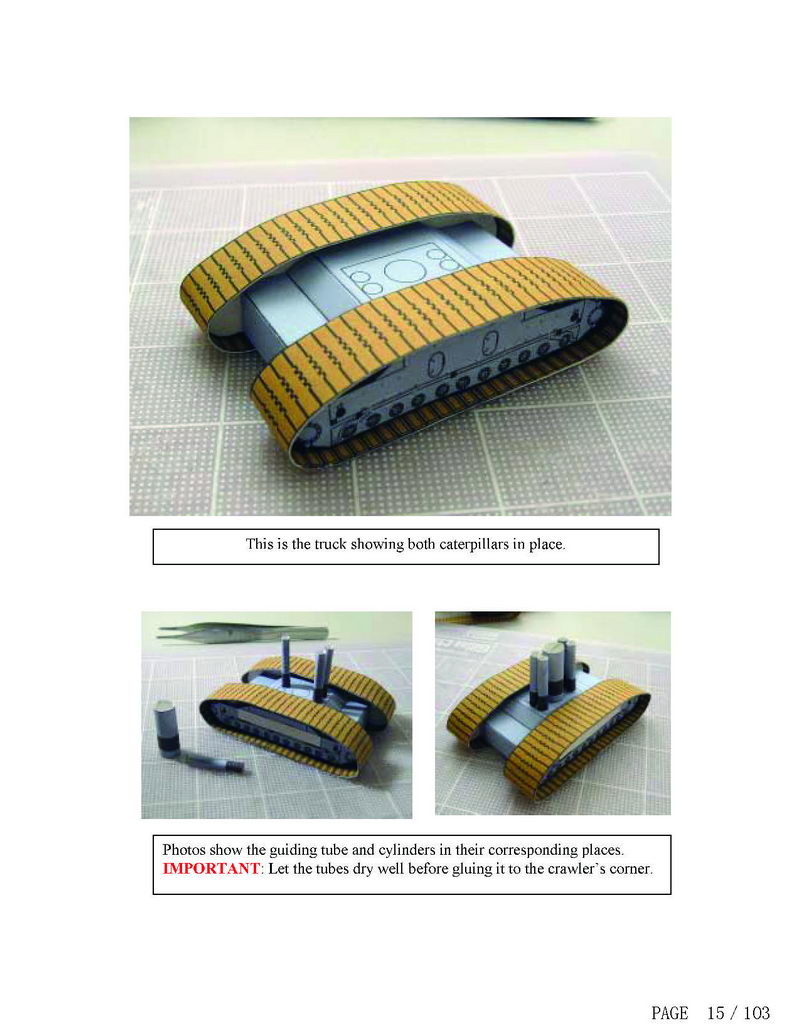 This is the truck showing both caterpillars in place.
Photos show the guiding tube and cylinders in their corresponding places.
IMPORTANT: Let the tubes dry well before gluing it to the crawler`s corner.
PAGE 15 / 103